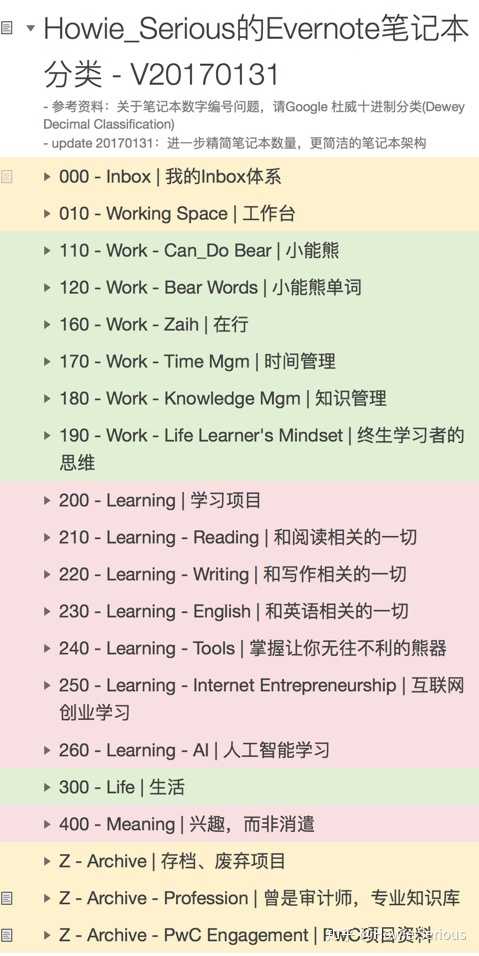 Howie_Serious的Evernote笔记本
分类 - V20170131
- 参考资料：关于笔记本数字编号问题，请Google 杜威十进制分类(Dewey
Decimal Classification)
- update 20170131：进一步精简笔记本数量，更简洁的笔记本架构
000 - Inbox | 我的Inbox体系
010 - Working Space | 工作台
110 - Work - Can_Do Bear | 小能熊
120 - Work - Bear Words | 小能熊单词
160 - Work - Zaih | 在行
170 - Work - Time Mgm | 时间管理
180 - Work - Knowledge Mgm | 知识管理
190 - Work - Life Learner's Mindset | 终生学习者的
思维
200 - Learning | 学习项目
210 - Learning - Reading | 和阅读相关的一切
220 - Learning - Writing | 和写作相关的一切
230 - Learning - English | 和英语相关的一切
240 - Learning - Tools | 掌握让你无往不利的熊器
250 - Learning - Internet Entrepreneurship | 互联网
创业学习
260 - Learning - AI | 人工智能学习
300 - Life | 生活
400 - Meaning | 兴趣，而非消遣
Z - Archive | 存档、废弃项目
Z - Archive - Profession | 曾是审计师，专业知识库
Z - Archive - PwC Engagement | PwC项目资料